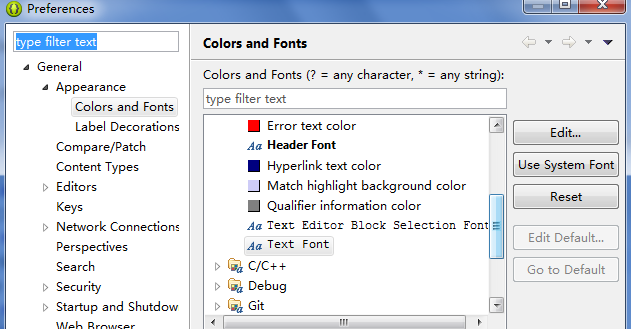 Preferences
type filter text
General
Appearance
Colors and Fonts
Label Decorations
Compare/Patch
Content Types
Editors
Keys
Network Connections
Perspectives
Search
Security
Startup and Shutdow
Web Browser
Colors and Fonts
Colors and Fonts (? = any character, * = any string):
type filter text
Error text color
Aa Header Font
Hyperlink text color
Match highlight background color
Qualifier information color
Aa Text Editor Block Selection Font
Aa Text Font
C/C++
Debug
Git
Edit...
Use System Font
Reset
Edit Default...
Go to Default